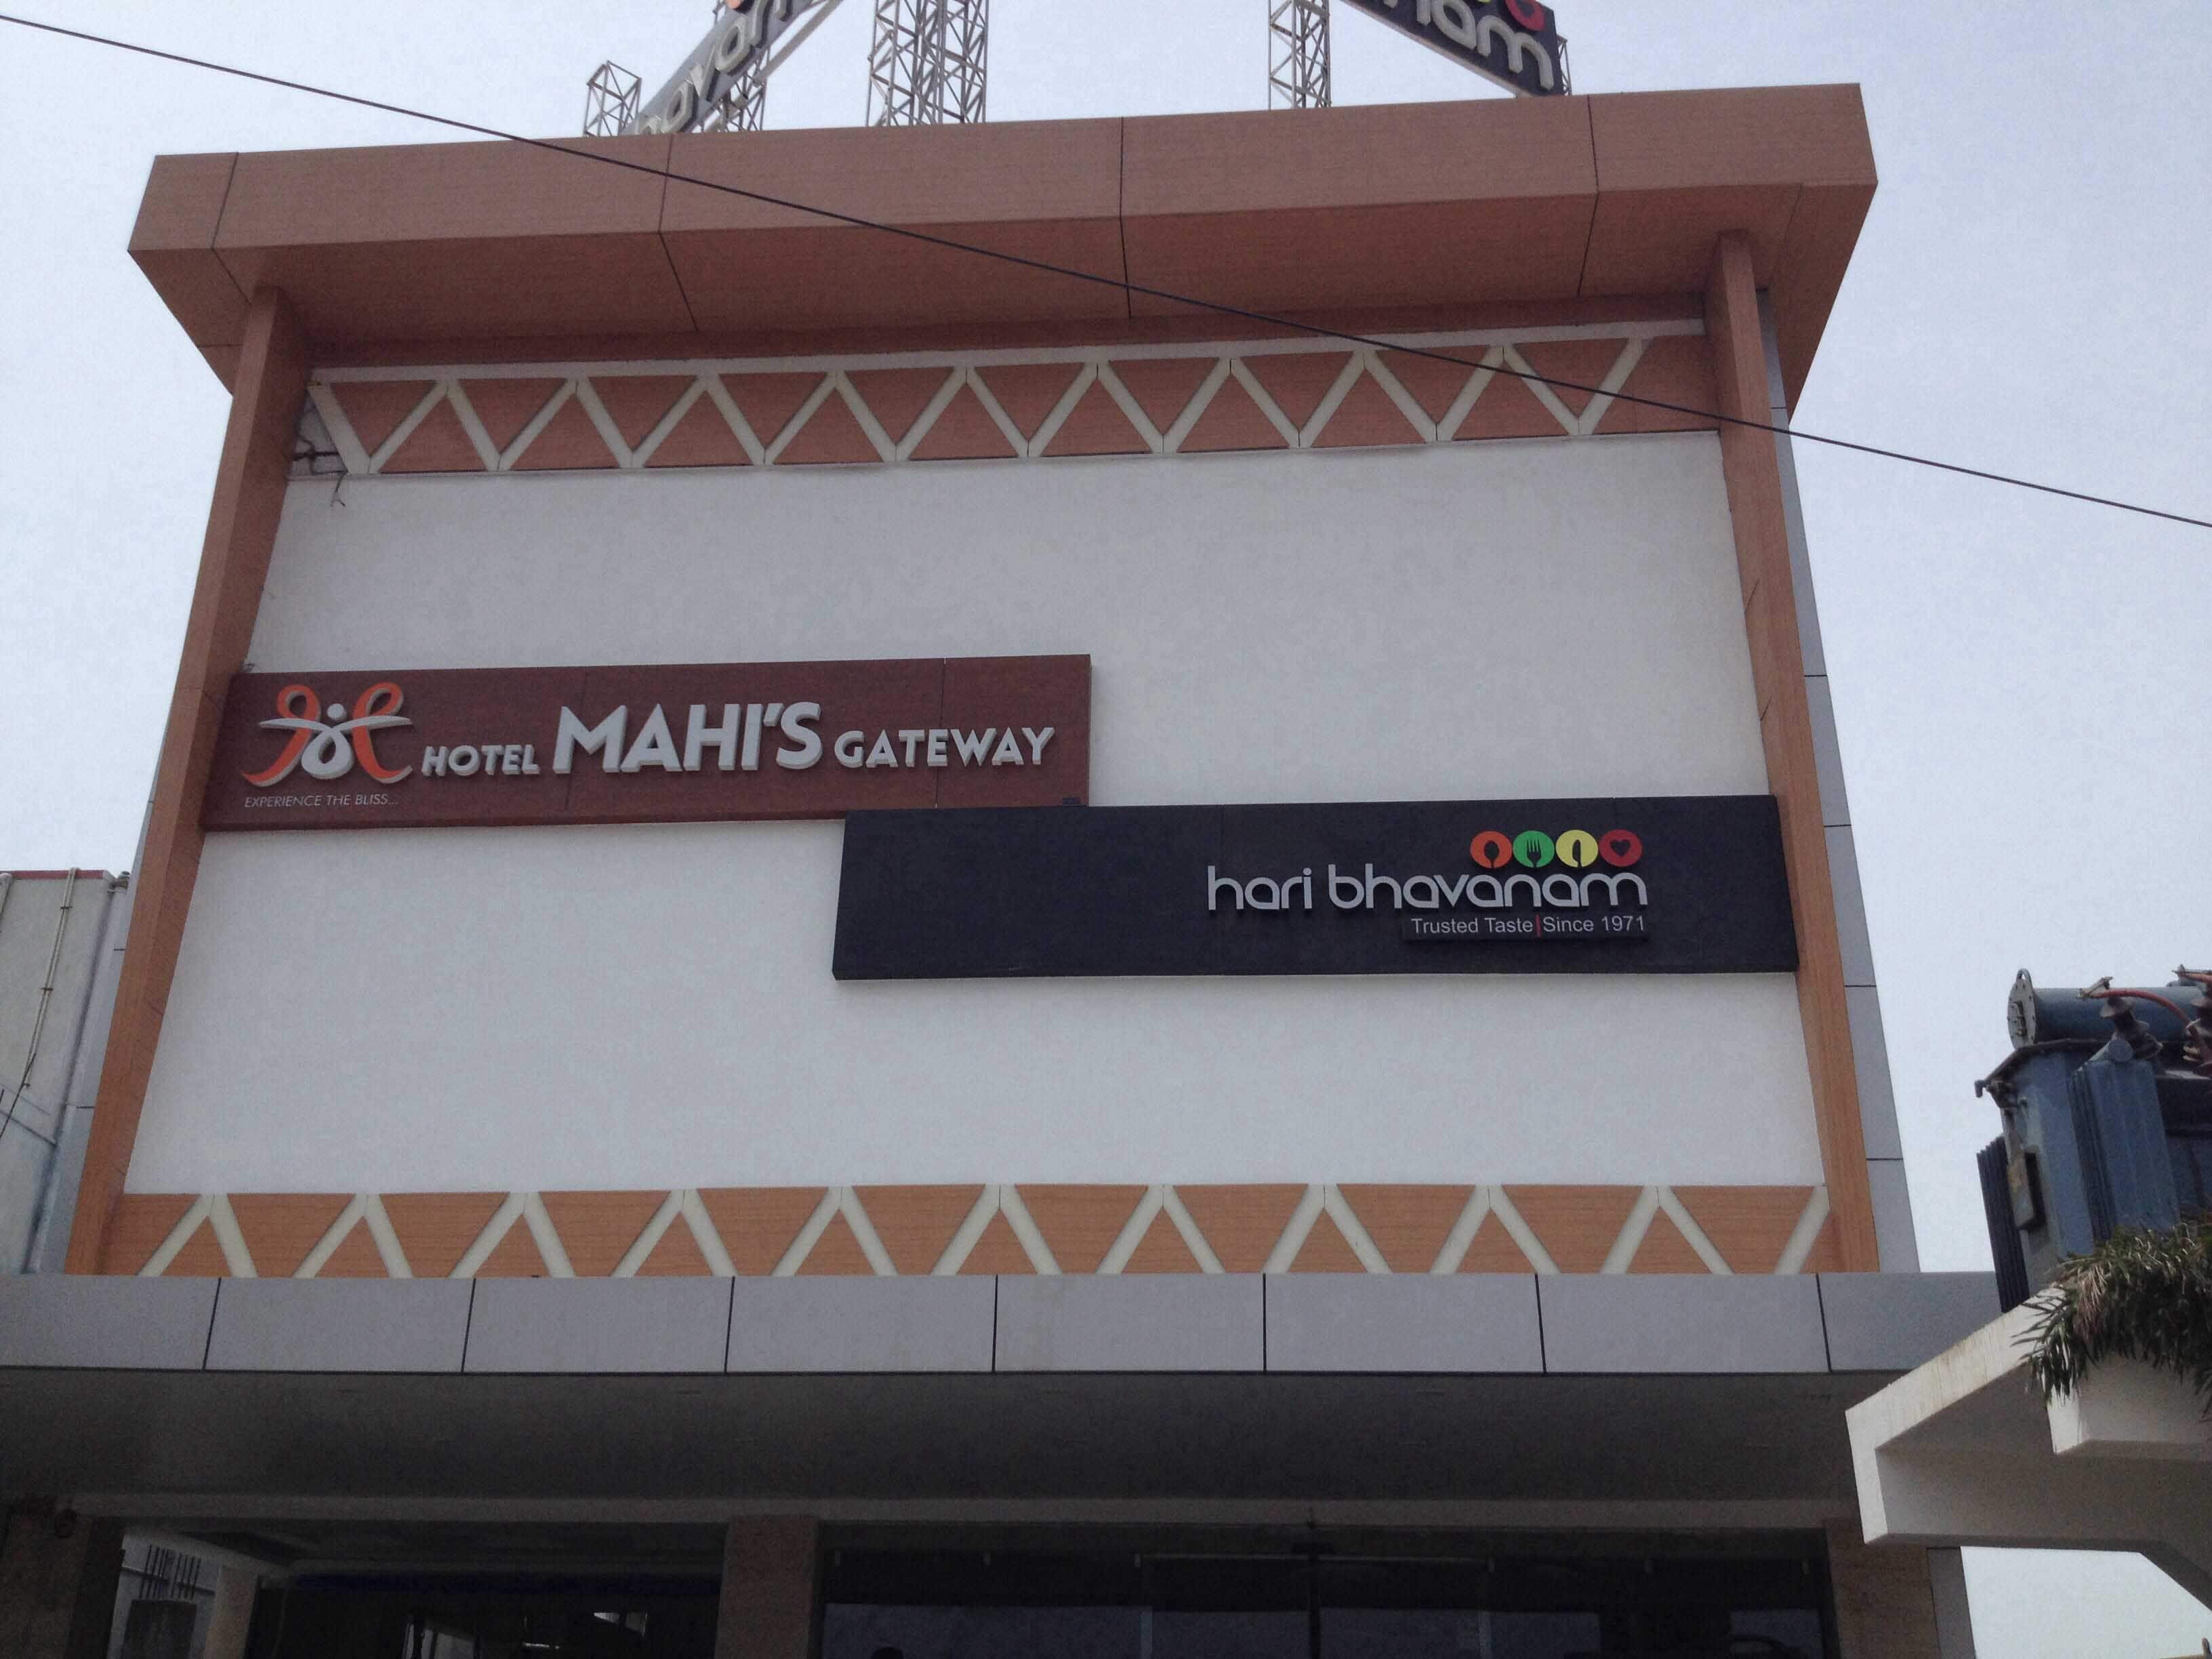 HOTEL MAHI'S GATEWAY
EXPERIENCE THE BLISS...
hari bhavanam
Trusted Taste|Since 1971